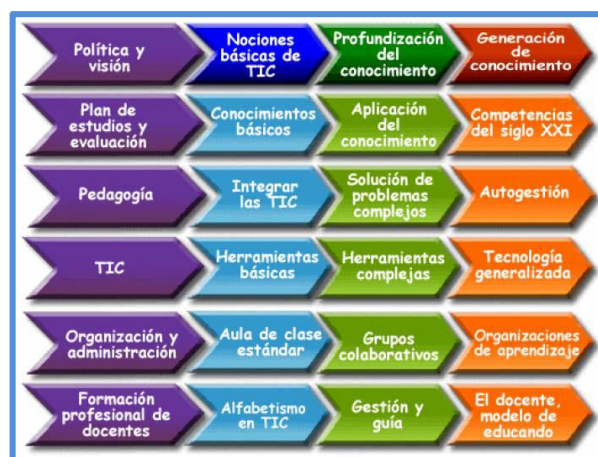 Política y
visión
Nociones
básicas de
TIC
Profundización
del
conocimiento
Generación
de
conocimiento
Plan de
estudios y
evaluación
Conocimientos
básicos
Aplicación
del
conocimiento
Competencias
del siglo XXI
Pedagogía
Integrar
las TIC
Solución de
problemas
complejos
Autogestión
TIC
Herramientas
básicas
Herramientas
complejas
Tecnología
generalizada
Organización y
administración
Aula de clase
estándar
Grupos
colaborativos
Organizaciones
de aprendizaje
Formación
profesional de
docentes
Alfabetismo
en TIC
Gestión y
guía
El docente,
modelo de
educando